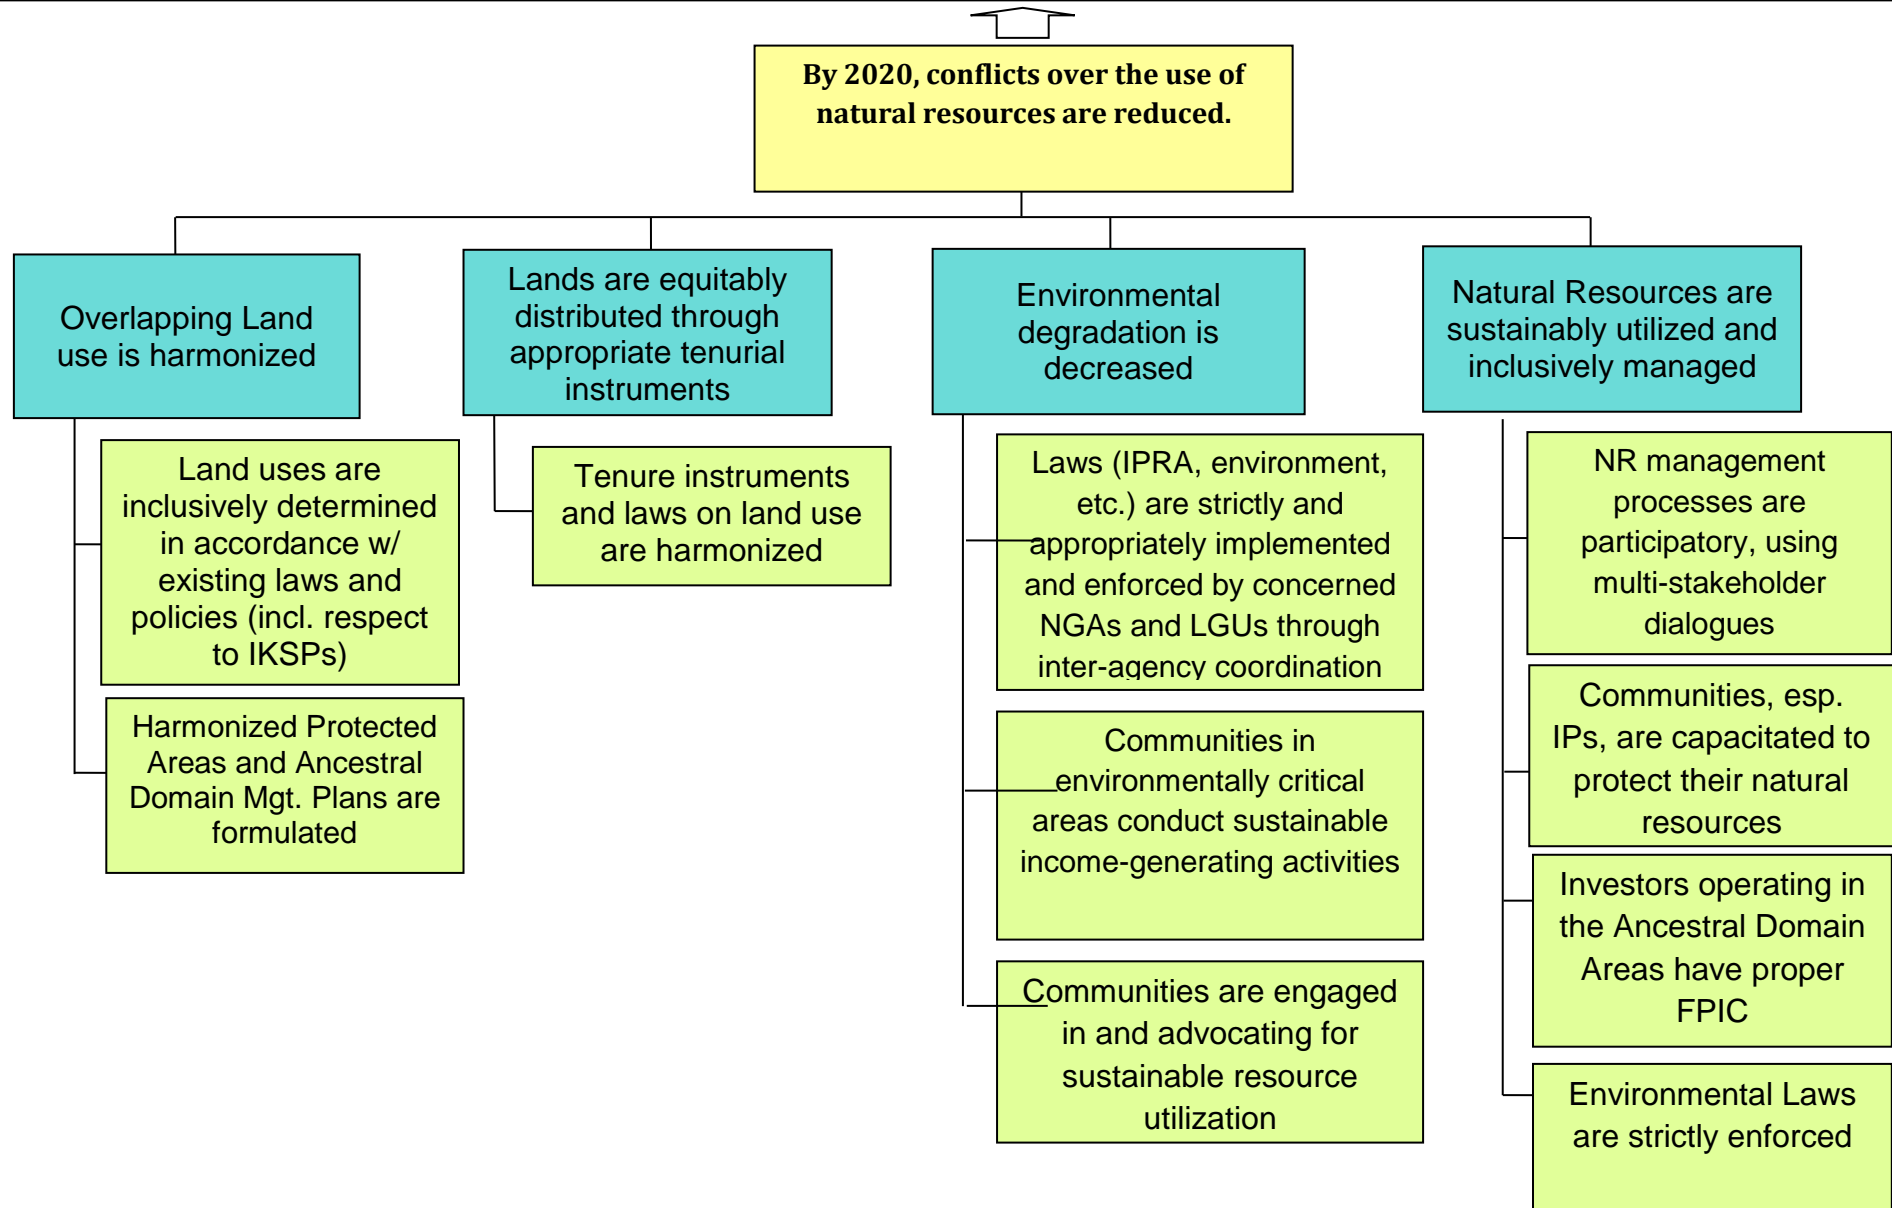 By 2020, conflicts over the use of
natural resources are reduced.
Overlapping Land
use is harmonized
Lands are equitably
distributed through
appropriate tenurial
instruments
Environmental
degradation is
decreased
Natural Resources are
sustainably utilized and
inclusively managed
Land uses are
inclusively determined
in accordance w/
existing laws and
policies (incl. respect
to IKSPs)
Harmonized Protected
Areas and Ancestral
Domain Mgt. Plans are
formulated
Tenure instruments
and laws on land use
are harmonized
Laws (IPRA, environment,
etc.) are strictly and
appropriately implemented
and enforced by concerned
NGAs and LGUs through
inter-agency coordination
Communities in
environmentally critical
areas conduct sustainable
income-generating activities
Communities are engaged
in and advocating for
sustainable resource
utilization
NR management
processes are
participatory, using
multi-stakeholder
dialogues
Communities, esp.
IPs, are capacitated to
protect their natural
resources
Investors operating in
the Ancestral Domain
Areas have proper
FPIC
Environmental Laws
are strictly enforced